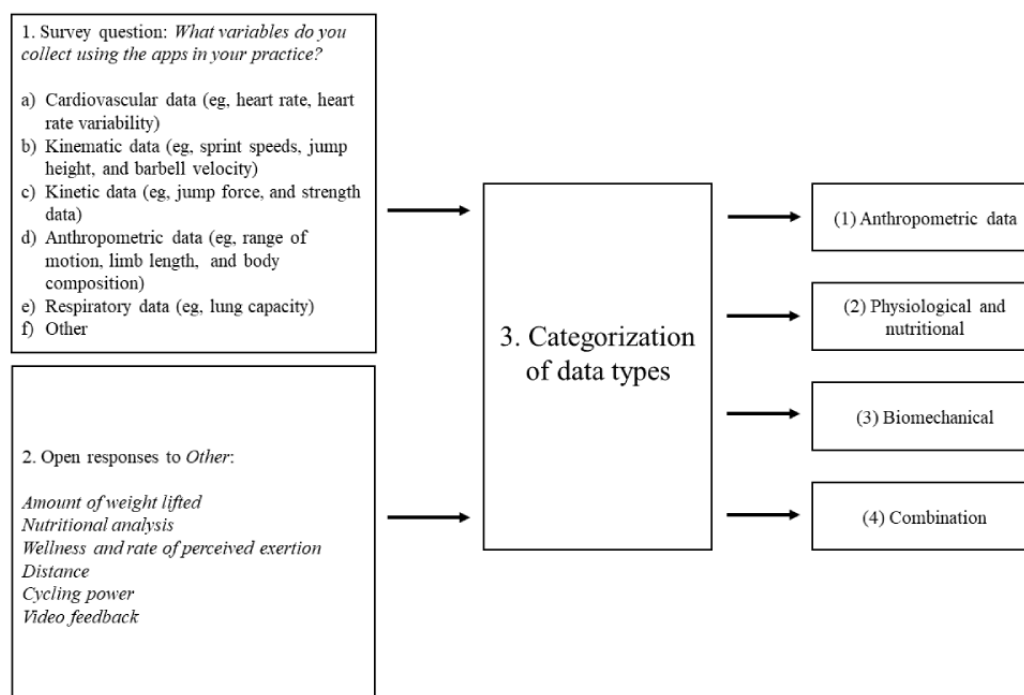 1. Survey question: What variables do you
collect using the apps in your practice?
a) Cardiovascular data (eg, heart rate, heart
rate variability)
b) Kinematic data (eg, sprint speeds, jump
height, and barbell velocity)
c) Kinetic data (eg, jump force, and strength
data)
d) Anthropometric data (eg, range of
motion, limb length, and body
composition)
e) Respiratory data (eg, lung capacity)
f) Other
2. Open responses to Other:
Amount of weight lifted
Nutritional analysis
Wellness and rate of perceived exertion
Distance
Cycling power
Video feedback
3. Categorization
of data types
(1) Anthropometric data
(2) Physiological and
nutritional
(3) Biomechanical
(4) Combination